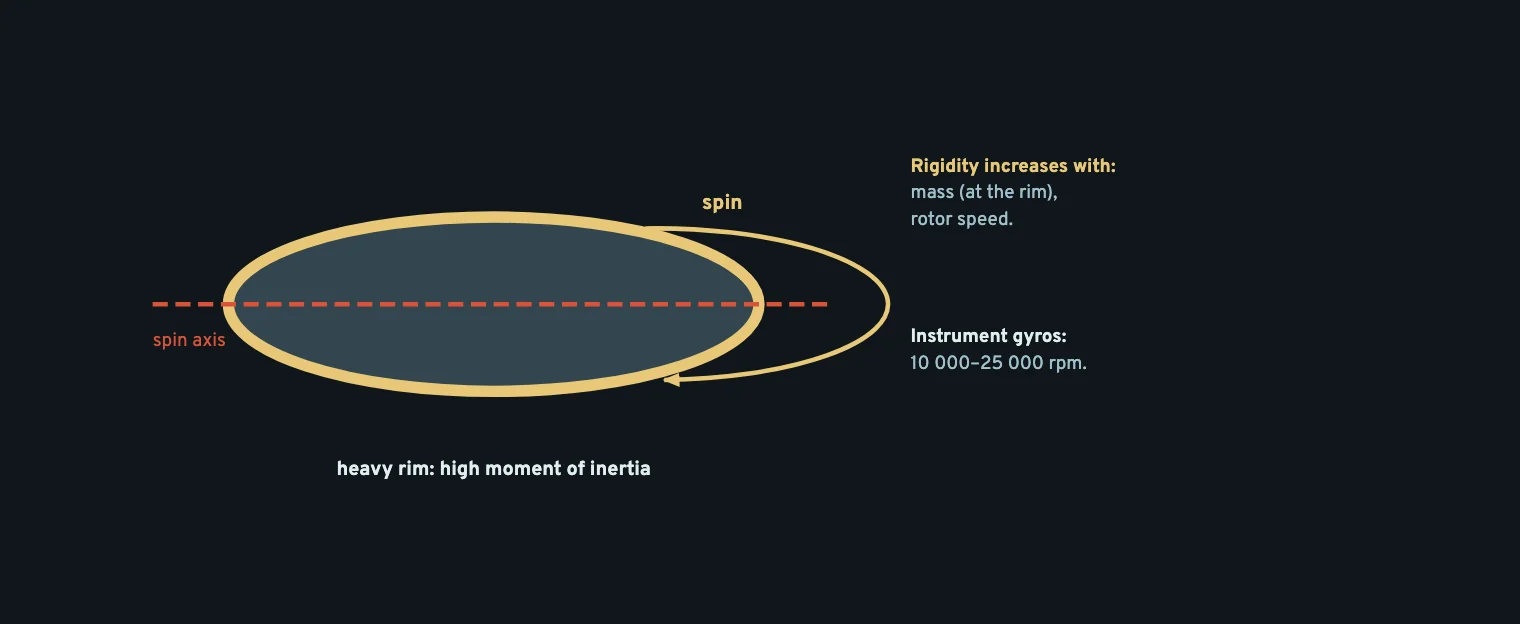 spin
spin axis
heavy rim: high moment of inertia
Rigidity increases with:
mass (at the rim),
rotor speed.
Instrument gyros:
10 000–25 000 rpm.